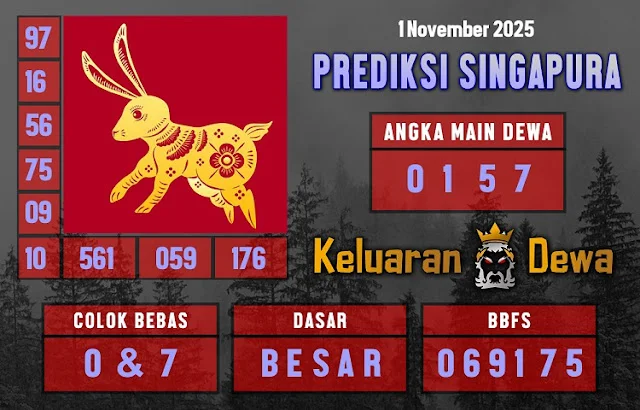 1 November 2025
PREDIKSI SINGAPURA
97
16
56
75
09
10 561 059 176
ANGKA MAIN DEWA
0 1 5 7
Keluaran Dewa
COLOK BEBAS
0 & 7
DASAR
BESAR
BBFS
069175